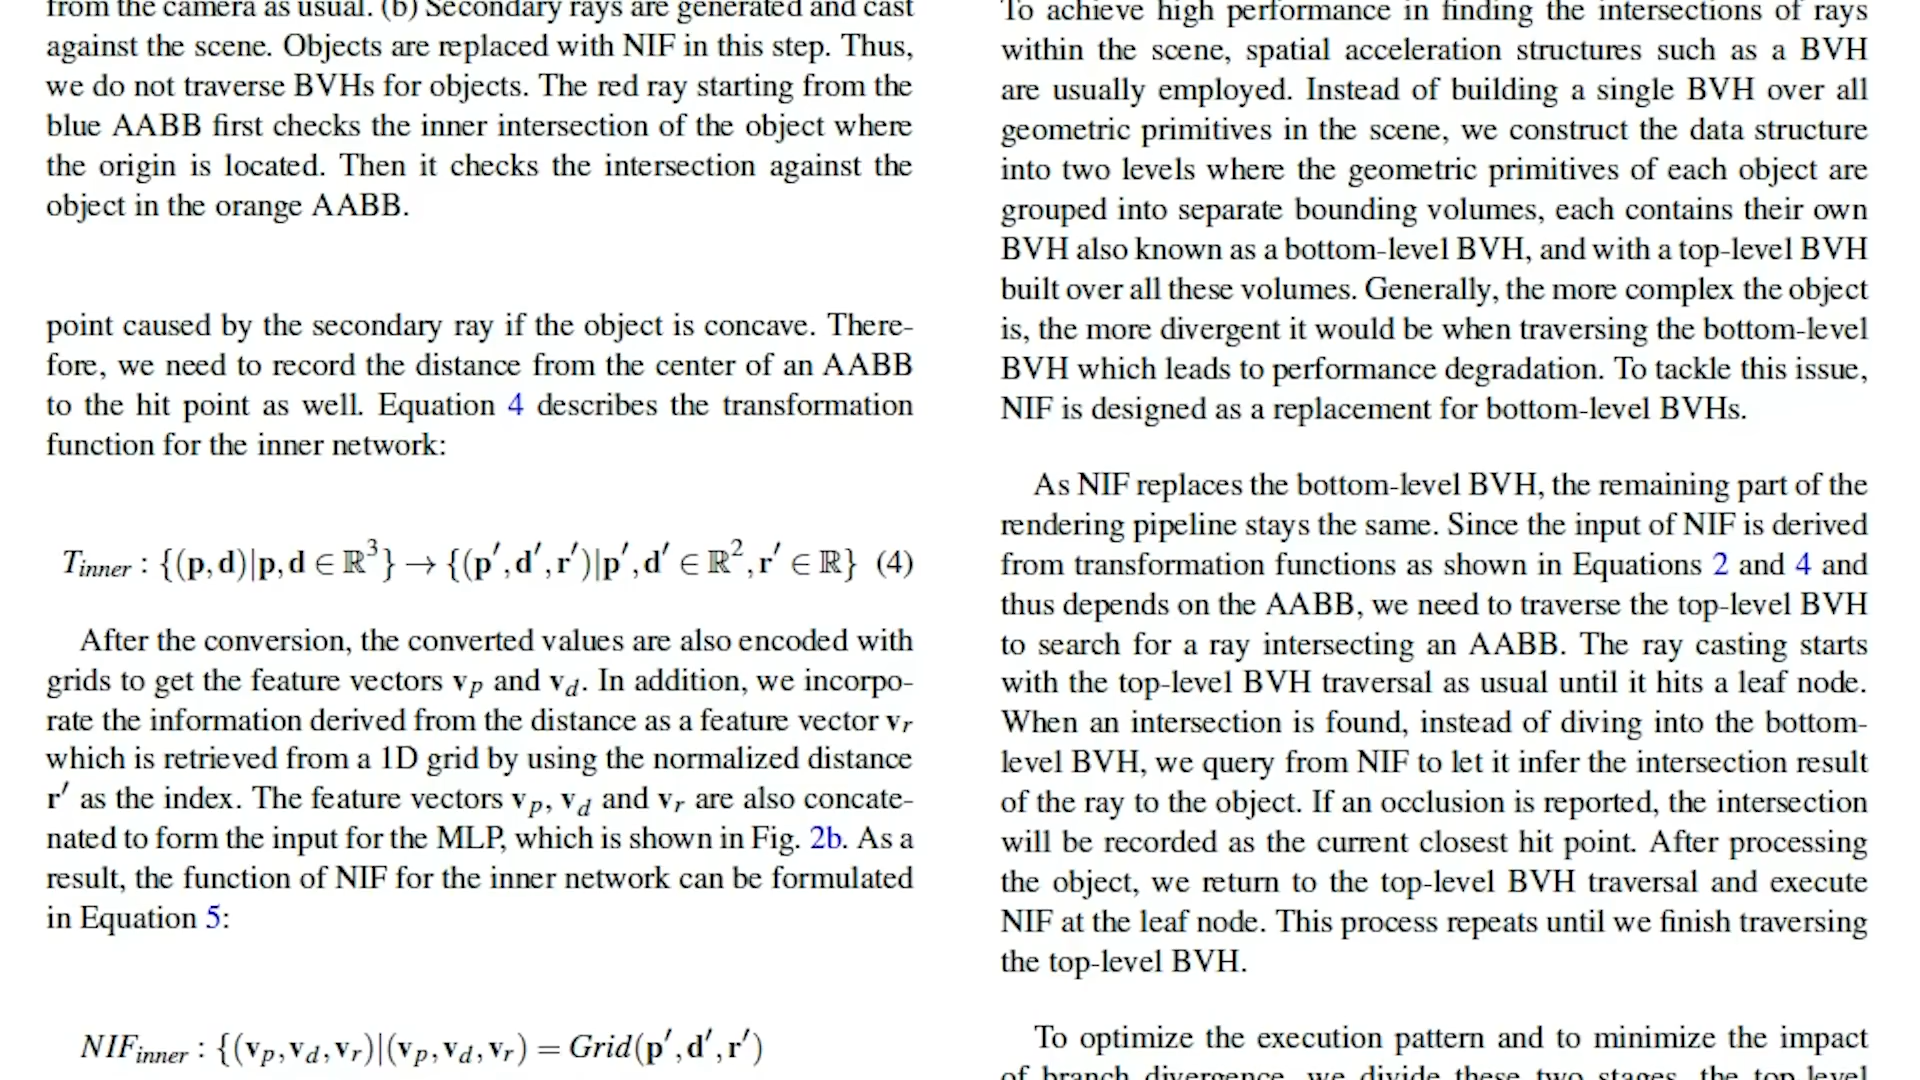 from the camera as usual. (b) Secondary rays are generated and cast
against the scene. Objects are replaced with NIF in this step. Thus,
we do not traverse BVHs for objects. The red ray starting from the
blue AABB first checks the inner intersection of the object where
the origin is located. Then it checks the intersection against the
object in the orange AABB.
point caused by the secondary ray if the object is concave. There-
fore, we need to record the distance from the center of an AABB
to the hit point as well. Equation 4 describes the transformation
function for the inner network:
T_inner : {(p,d)|p,d ∈ ℝ³} → {(p′,d′,r′)|p′,d′ ∈ ℝ²,r′ ∈ ℝ} (4)
After the conversion, the converted values are also encoded with
grids to get the feature vectors v_p and v_d. In addition, we incorpo-
rate the information derived from the distance as a feature vector v_r
which is retrieved from a 1D grid by using the normalized distance
r′ as the index. The feature vectors v_p, v_d and v_r are also concate-
nated to form the input for the MLP, which is shown in Fig. 2b. As a
result, the function of NIF for the inner network can be formulated
in Equation 5:
NIF_inner : {(v_p,v_d,v_r)|(v_p,v_d,v_r) = Grid(p′,d′,r′)
To achieve high performance in finding the intersections of rays
within the scene, spatial acceleration structures such as a BVH
are usually employed. Instead of building a single BVH over all
geometric primitives in the scene, we construct the data structure
into two levels where the geometric primitives of each object are
grouped into separate bounding volumes, each contains their own
BVH also known as a bottom-level BVH, and with a top-level BVH
built over all these volumes. Generally, the more complex the object
is, the more divergent it would be when traversing the bottom-level
BVH which leads to performance degradation. To tackle this issue,
NIF is designed as a replacement for bottom-level BVHs.
As NIF replaces the bottom-level BVH, the remaining part of the
rendering pipeline stays the same. Since the input of NIF is derived
from transformation functions as shown in Equations 2 and 4 and
thus depends on the AABB, we need to traverse the top-level BVH
to search for a ray intersecting an AABB. The ray casting starts
with the top-level BVH traversal as usual until it hits a leaf node.
When an intersection is found, instead of diving into the bottom-
level BVH, we query from NIF to let it infer the intersection result
of the ray to the object. If an occlusion is reported, the intersection
will be recorded as the current closest hit point. After processing
the object, we return to the top-level BVH traversal and execute
NIF at the leaf node. This process repeats until we finish traversing
the top-level BVH.
To optimize the execution pattern and to minimize the impact
of branch divergence, we divide these two stages, the top level